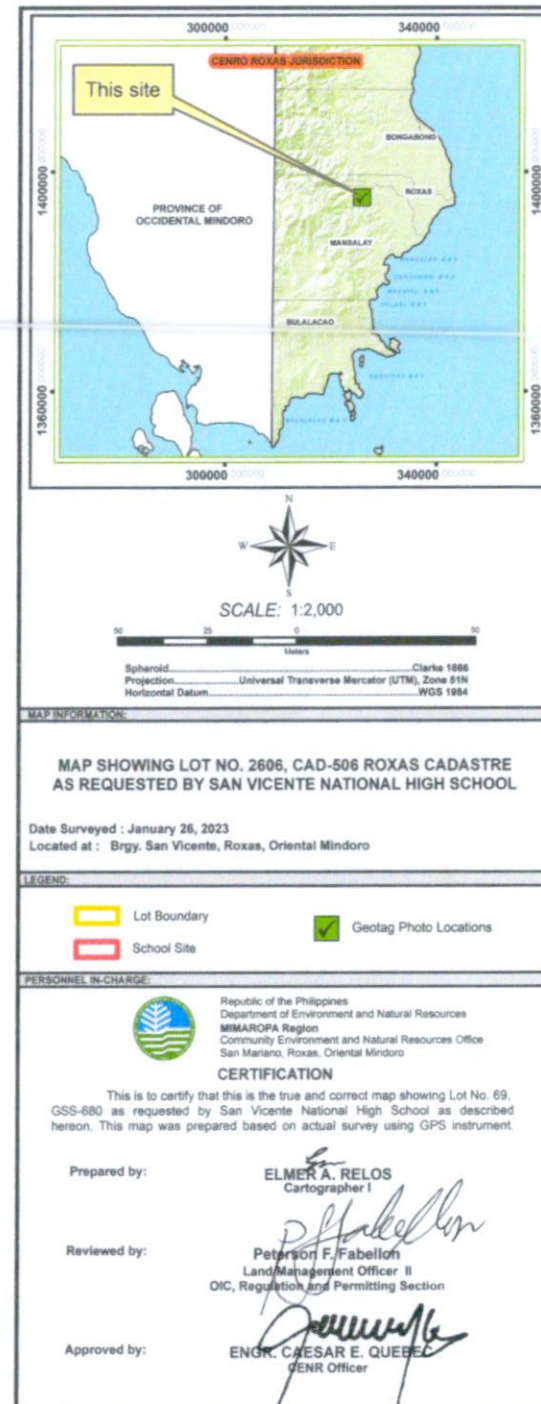 300000 340000
CENRO ROXAS JURISDICTION
This site
BONGABONG
1400000
1400000
ROXAS
PROVINCE OF
OCCIDENTAL MINDORO
MANSALAY
BULALACAO
1360000
1360000
300000 340000
N
W E
S
SCALE: 1:2,000
50 25 0 50
Meters
Spheroid Clarke 1866
Projection Universal Transverse Mercator (UTM), Zone 51N
Horizontal Datum WGS 1984
MAP INFORMATION:
MAP SHOWING LOT NO. 2606, CAD-506 ROXAS CADASTRE
AS REQUESTED BY SAN VICENTE NATIONAL HIGH SCHOOL
Date Surveyed : January 26, 2023
Located at : Brgy. San Vicente, Roxas, Oriental Mindoro
LEGEND:
Lot Boundary
Geotag Photo Locations
School Site
PERSONNEL IN-CHARGE:
Republic of the Philippines
Department of Environment and Natural Resources
MIMAROPA Region
Community Environment and Natural Resources Office
San Mariano, Roxas, Oriental Mindoro
CERTIFICATION
This is to certify that this is the true and correct map showing Lot No. 69,
GSS-680 as requested by San Vicente National High School as described
hereon. This map was prepared based on actual survey using GPS instrument.
Prepared by: ELMER A. RELOS
Cartographer I
Reviewed by: Peterson F. Fabellon
Land Management Officer II
OIC, Regulation and Permitting Section
Approved by: ENGR. CAESAR E. QUEBEC
CENR Officer